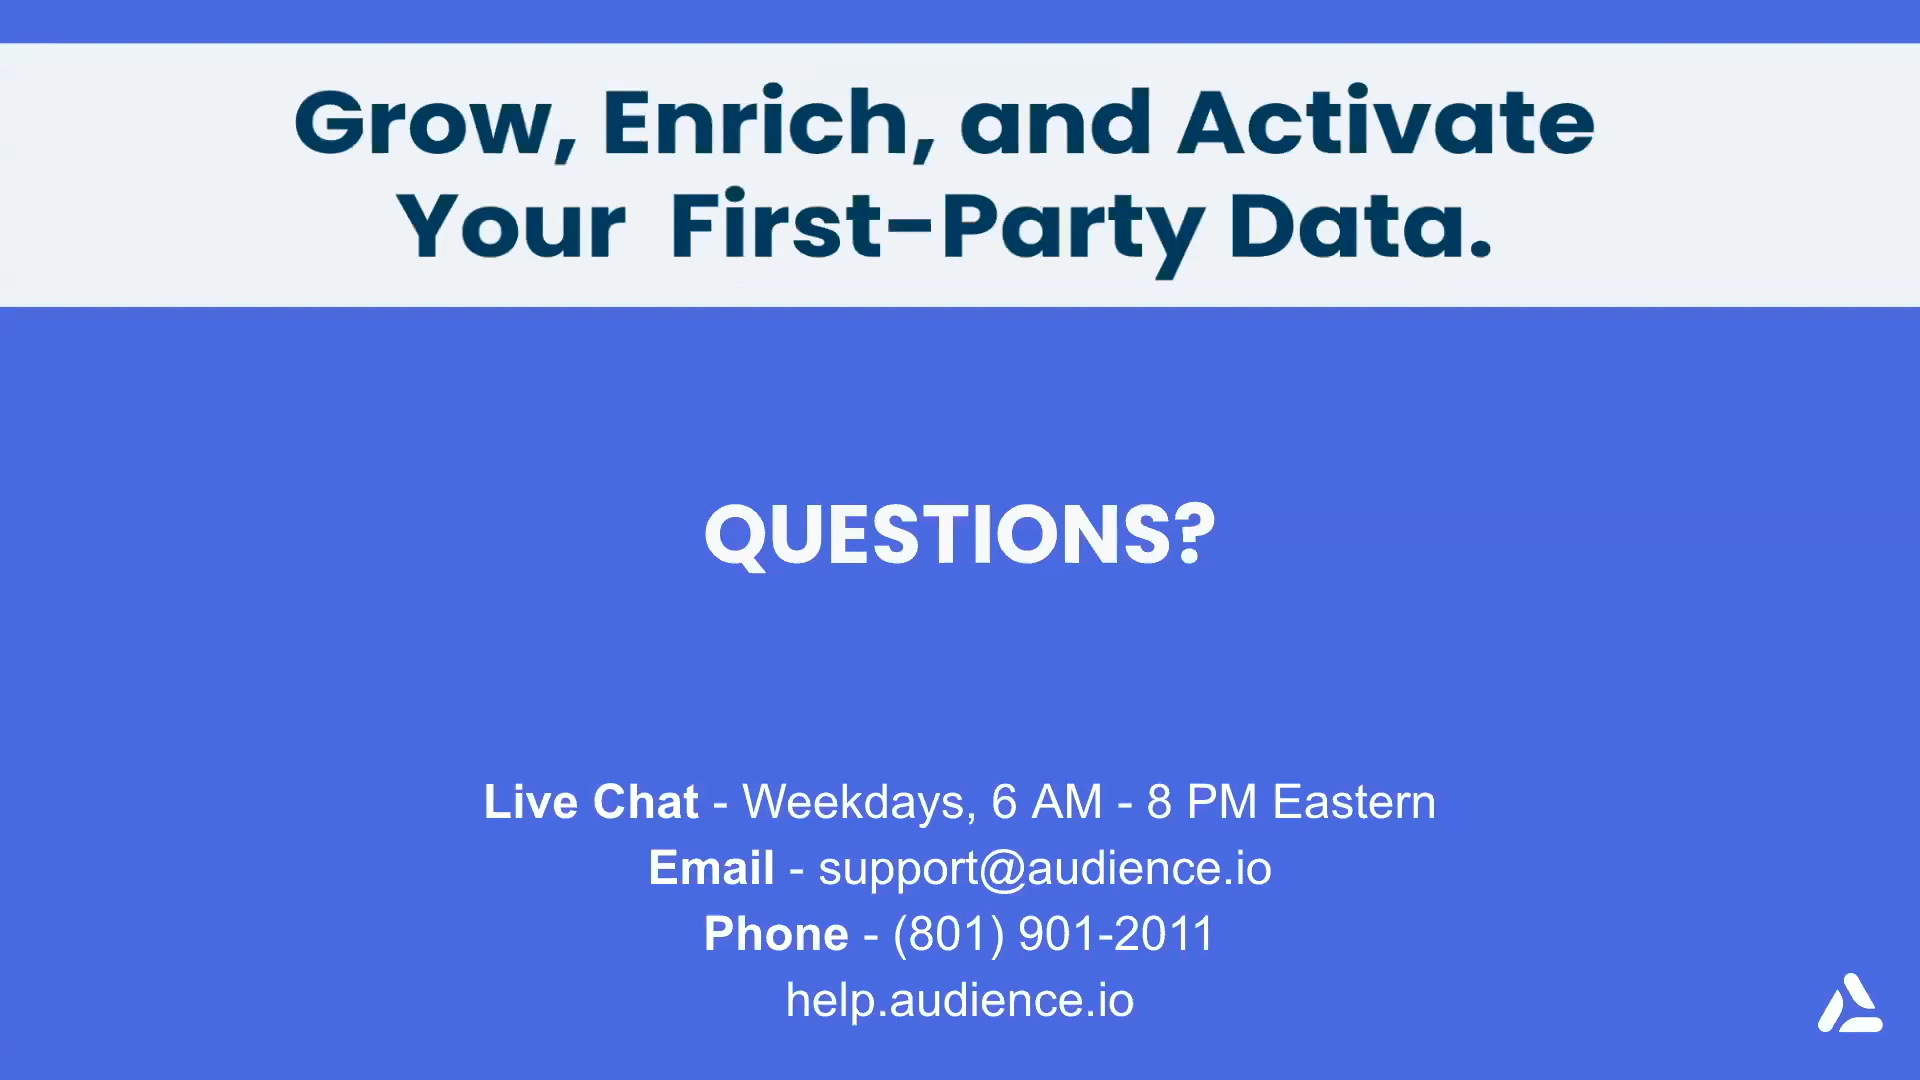 Grow, Enrich, and Activate
Your First-Party Data.
QUESTIONS?
Live Chat - Weekdays, 6 AM - 8 PM Eastern
Email - support@audience.io
Phone - (801) 901-2011
help.audience.io